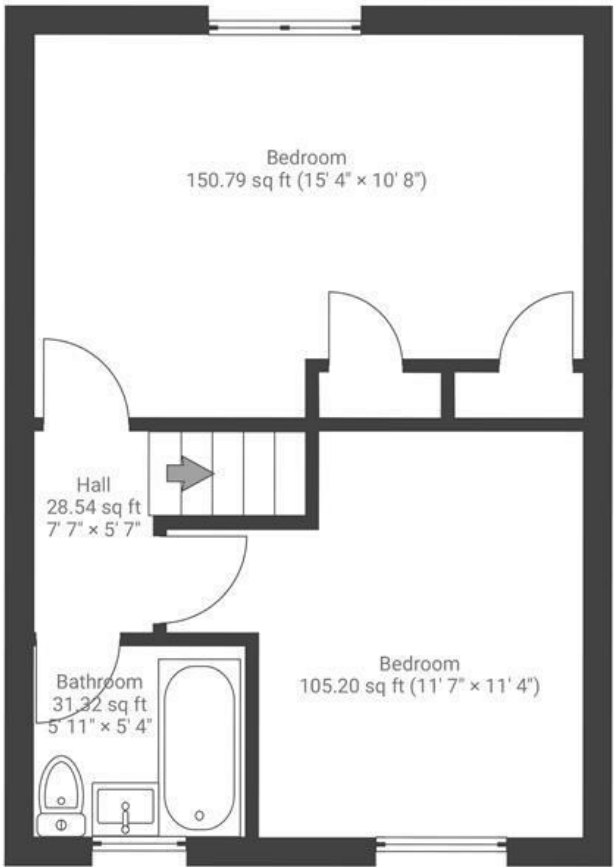 Bedroom
150.79 sq ft (15' 4" × 10' 8")
Hall
28.54 sq ft
7' 7" × 5' 7"
Bedroom
105.20 sq ft (11' 7" × 11' 4")
Bathroom
31.32 sq ft
5' 11" × 5' 4"